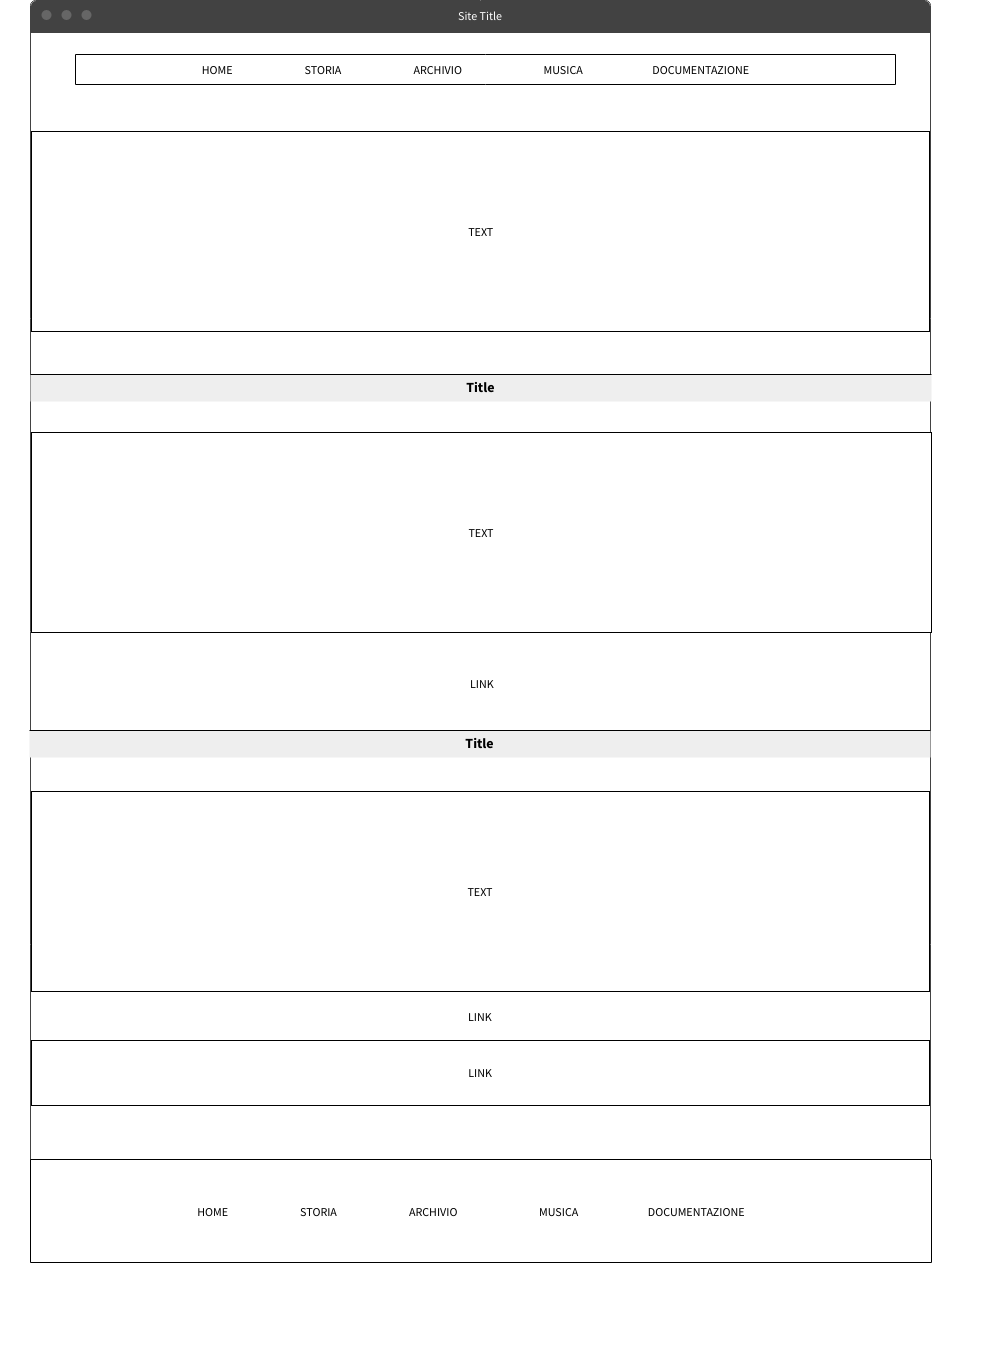 Site Title
HOME STORIA ARCHIVIO MUSICA DOCUMENTAZIONE
TEXT
Title
TEXT
LINK
Title
TEXT
LINK
LINK
HOME STORIA ARCHIVIO MUSICA DOCUMENTAZIONE